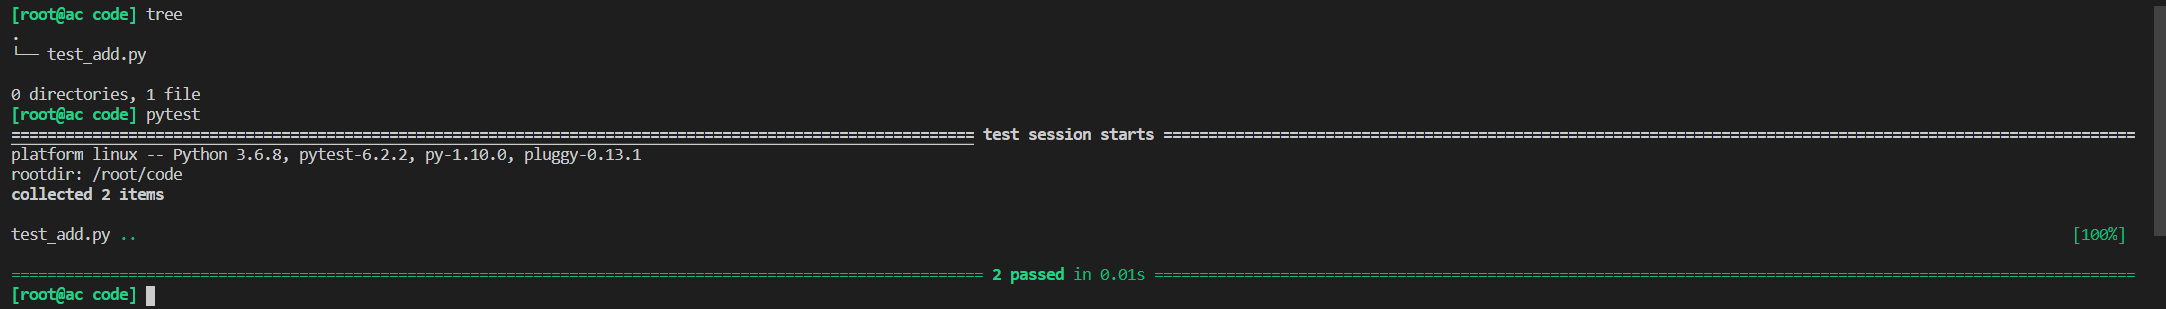 [root@ac code] tree
.
└── test_add.py
0 directories, 1 file
[root@ac code] pytest
=========================================================================================================== test session starts ============================================================================================================
platform linux -- Python 3.6.8, pytest-6.2.2, py-1.10.0, pluggy-0.13.1
rootdir: /root/code
collected 2 items
test_add.py .. [100%]
============================================================================================================ 2 passed in 0.01s =============================================================================================================
[root@ac code]